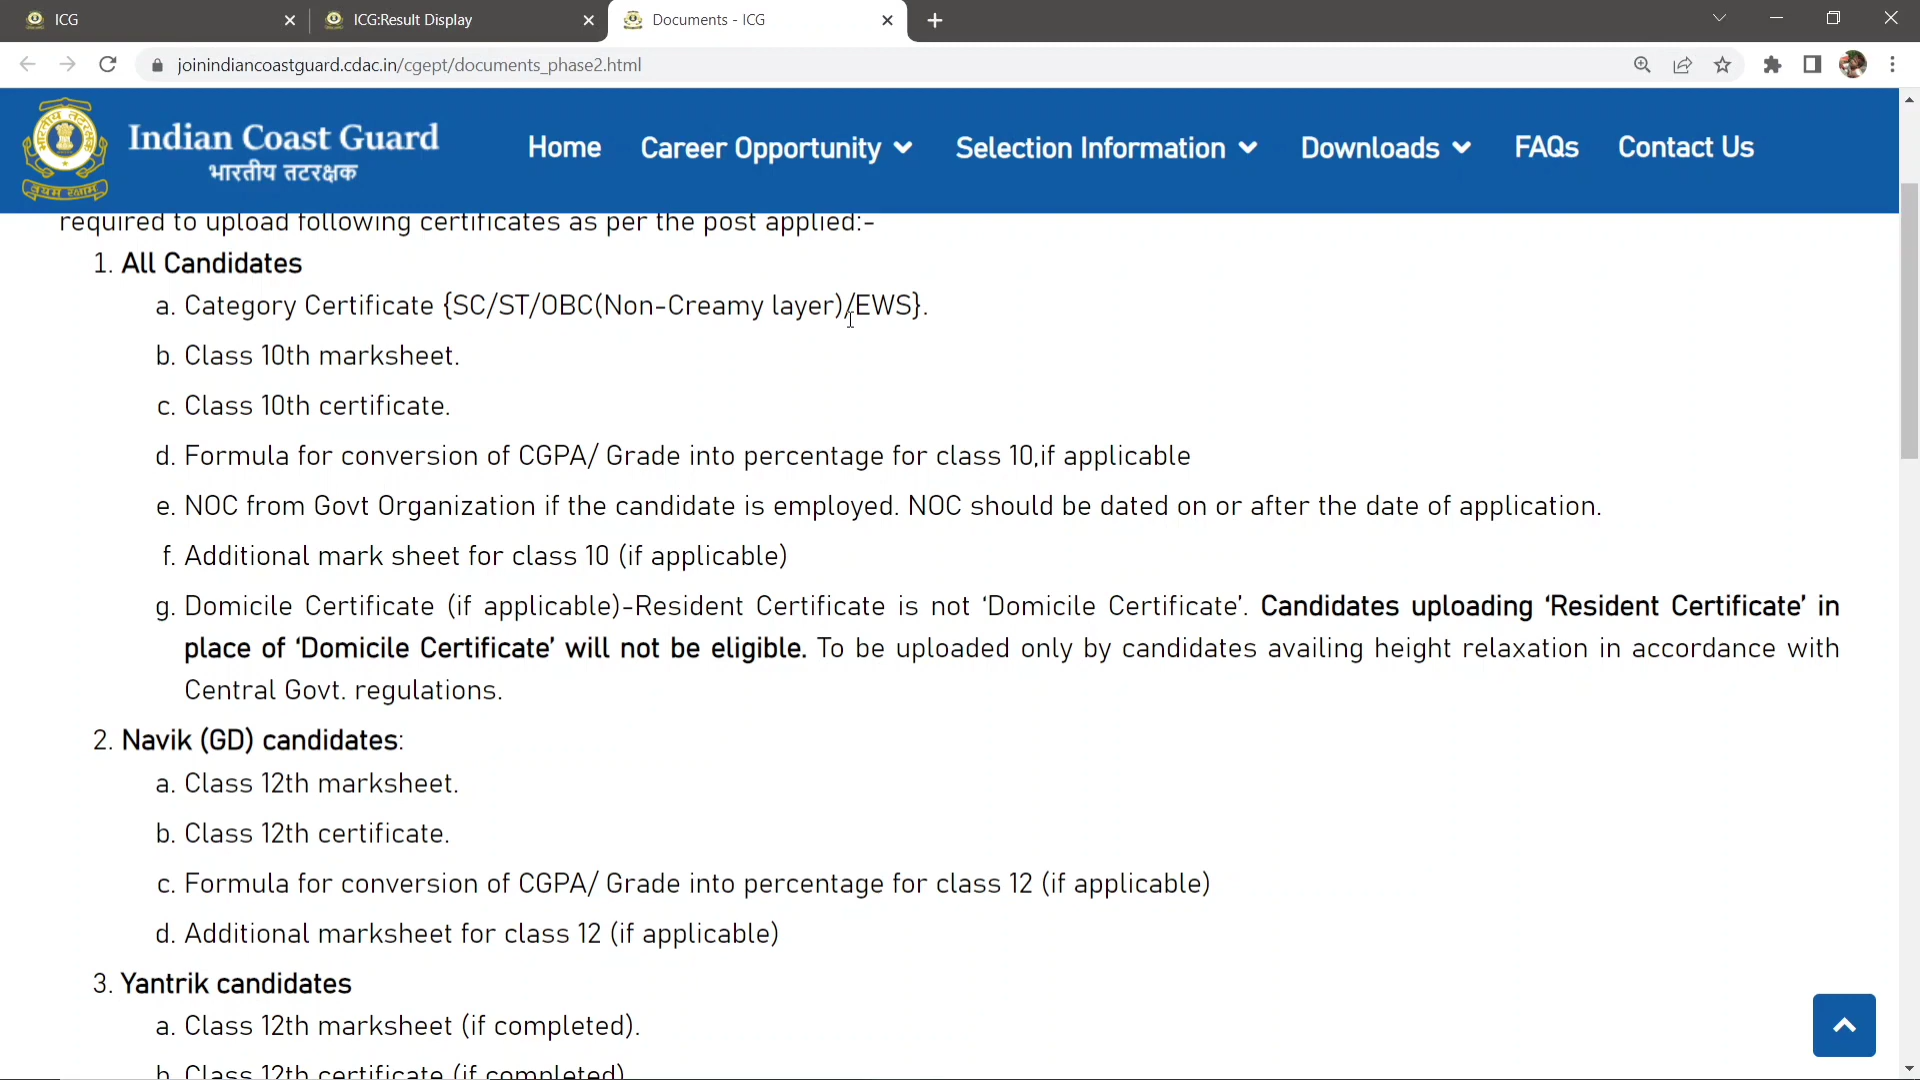 ICG
ICG:Result Display
Documents - ICG
joinindiancoastguard.cdac.in/cgept/documents_phase2.html
Indian Coast Guard
भारतीय तटरक्षक
Home
Career Opportunity
Selection Information
Downloads
FAQs
Contact Us
required to upload following certificates as per the post applied:-
1. All Candidates
a. Category Certificate {SC/ST/OBC(Non-Creamy layer)/EWS}.
b. Class 10th marksheet.
c. Class 10th certificate.
d. Formula for conversion of CGPA/ Grade into percentage for class 10,if applicable
e. NOC from Govt Organization if the candidate is employed. NOC should be dated on or after the date of application.
f. Additional mark sheet for class 10 (if applicable)
g. Domicile Certificate (if applicable)-Resident Certificate is not ‘Domicile Certificate’. Candidates uploading ‘Resident Certificate’ in
place of ‘Domicile Certificate’ will not be eligible. To be uploaded only by candidates availing height relaxation in accordance with
Central Govt. regulations.
2. Navik (GD) candidates:
a. Class 12th marksheet.
b. Class 12th certificate.
c. Formula for conversion of CGPA/ Grade into percentage for class 12 (if applicable)
d. Additional marksheet for class 12 (if applicable)
3. Yantrik candidates
a. Class 12th marksheet (if completed).
b. Class 12th certificate (if completed)